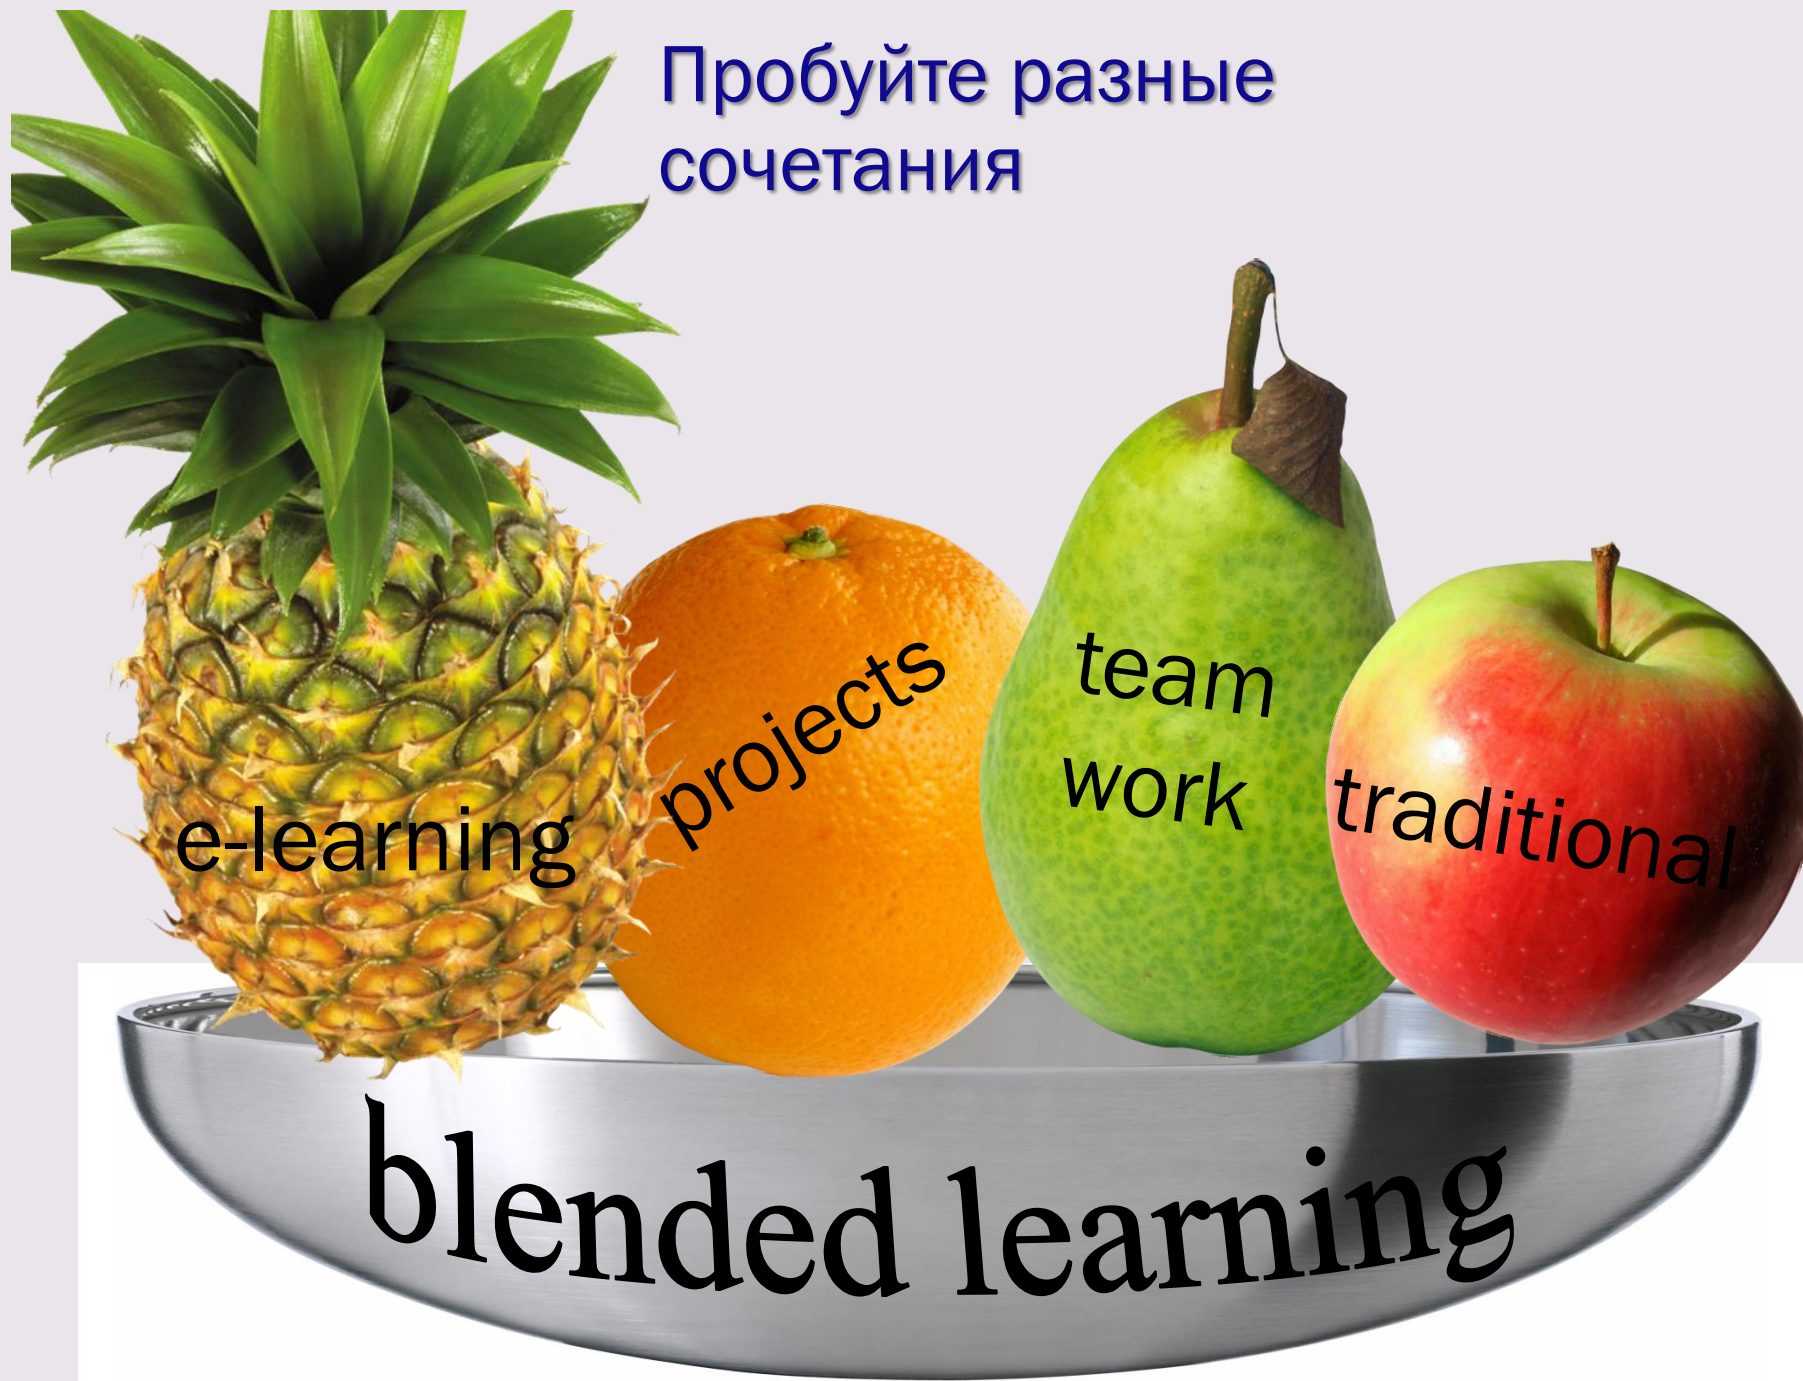 Пробуйте разные
сочетания
e-learning
projects
team
work
traditional
blended learning